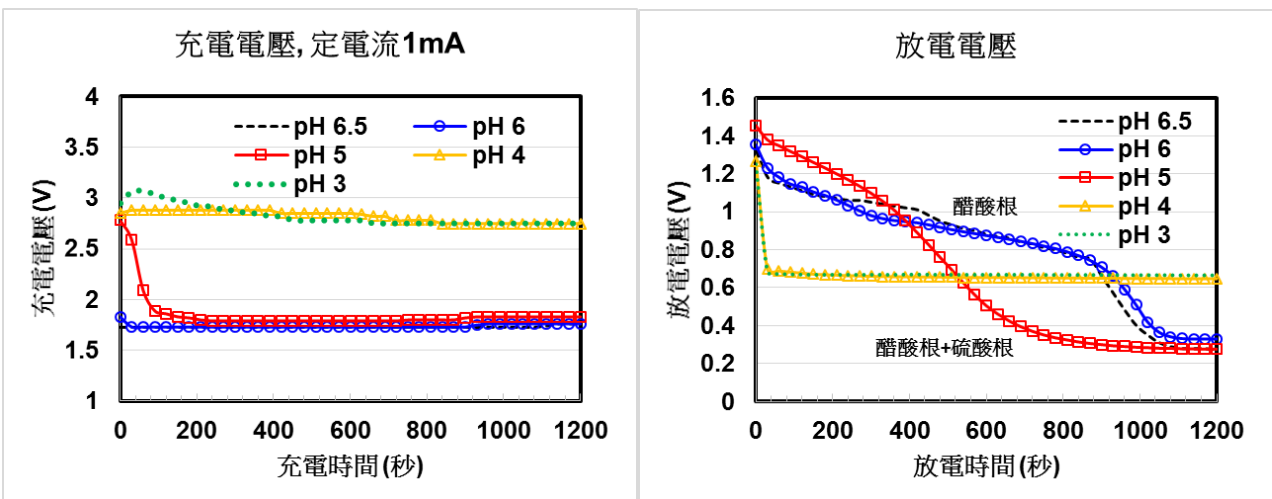 充電電壓, 定電流1mA
4
3.5
3
2.5
2
1.5
1
pH 6.5
pH 6
pH 5
pH 4
pH 3
充電電壓 (V)
0 200 400 600 800 1000 1200
充電時間 (秒)
放電電壓
1.6
1.4
1.2
1
0.8
0.6
0.4
0.2
0
pH 6.5
pH 6
pH 5
pH 4
pH 3
醋酸根
醋酸根+硫酸根
放電電壓 (V)
0 200 400 600 800 1000 1200
放電時間 (秒)